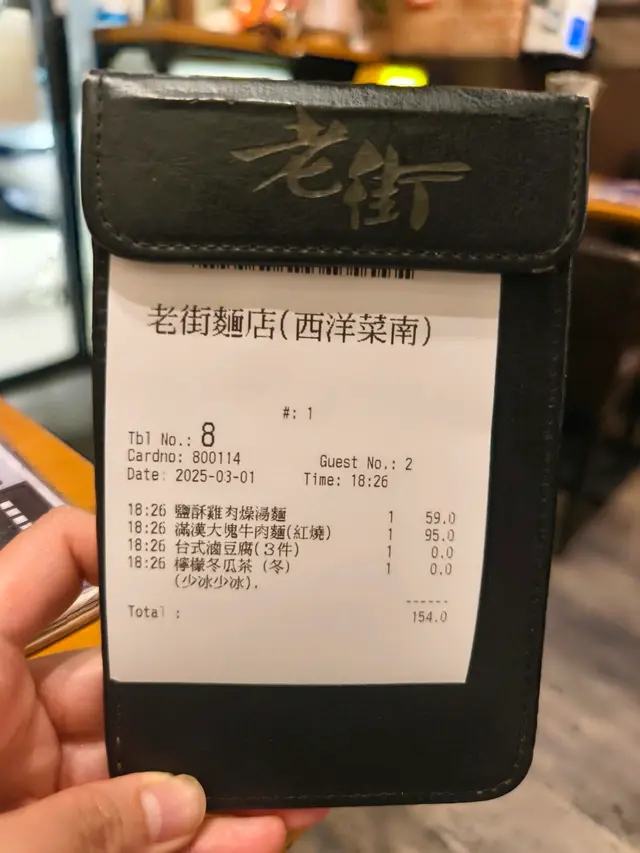 老街
老街麵店(西洋菜南)
#: 1
Tbl No.: 8
Cardno: 800114 Guest No.: 2
Date: 2025-03-01 Time: 18:26
18:26 鹽酥雞肉燥湯麵 1 59.0
18:26 滿漢大塊牛肉麵(紅燒) 1 95.0
18:26 台式滷豆腐(3件) 1 0.0
18:26 檸檬冬瓜茶 (冬) 1 0.0
(少冰少冰).
------
Total : 154.0